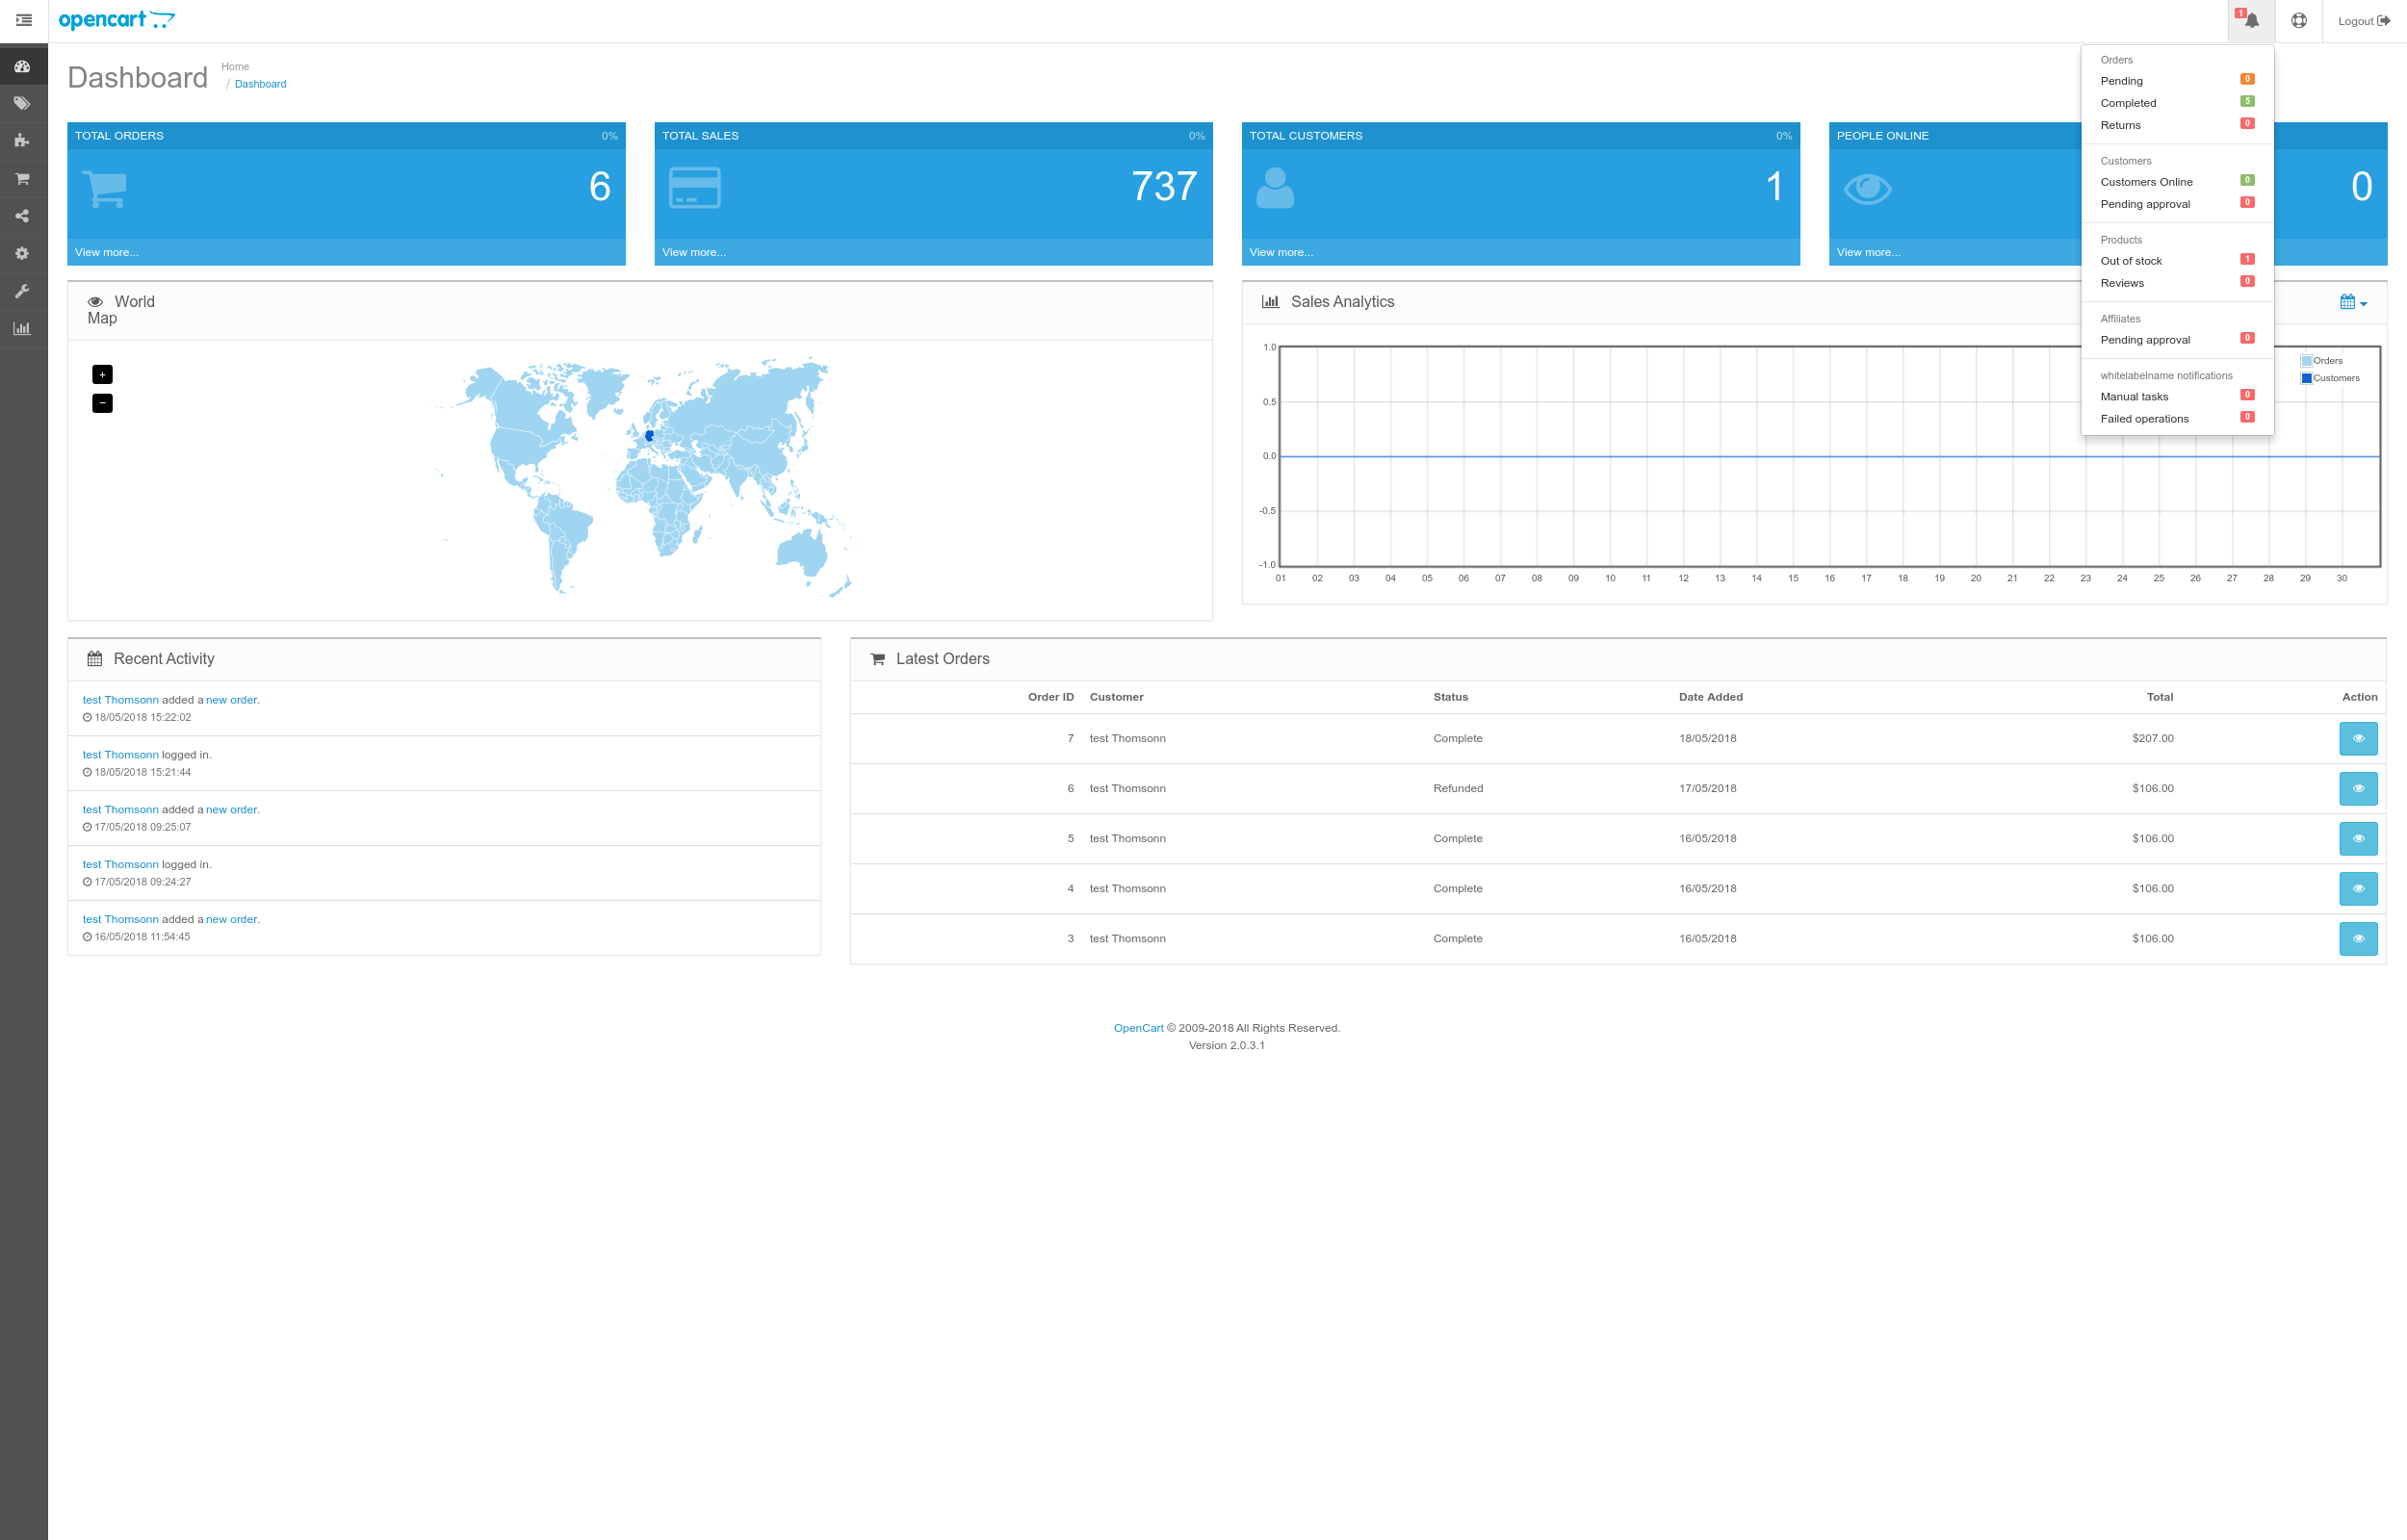 opencart
1
Logout
Dashboard
Home
/ Dashboard
Orders
Pending 0
Completed 5
Returns 0
Customers
Customers Online 0
Pending approval 0
Products
Out of stock 1
Reviews 0
Affiliates
Pending approval 0
whitelabelname notifications
Manual tasks 0
Failed operations 0
TOTAL ORDERS 0%
6
View more...
TOTAL SALES 0%
737
View more...
TOTAL CUSTOMERS 0%
1
View more...
PEOPLE ONLINE
0
View more...
World
Map
+
−
Sales Analytics
Orders
Customers
1.0
0.5
0.0
-0.5
-1.0
01 02 03 04 05 06 07 08 09 10 11 12 13 14 15 16 17 18 19 20 21 22 23 24 25 26 27 28 29 30
Recent Activity
test Thomsonn added a new order.
18/05/2018 15:22:02
test Thomsonn logged in.
18/05/2018 15:21:44
test Thomsonn added a new order.
17/05/2018 09:25:07
test Thomsonn logged in.
17/05/2018 09:24:27
test Thomsonn added a new order.
16/05/2018 11:54:45
Latest Orders
Order ID Customer Status Date Added Total Action
7 test Thomsonn Complete 18/05/2018 $207.00
6 test Thomsonn Refunded 17/05/2018 $106.00
5 test Thomsonn Complete 16/05/2018 $106.00
4 test Thomsonn Complete 16/05/2018 $106.00
3 test Thomsonn Complete 16/05/2018 $106.00
OpenCart © 2009-2018 All Rights Reserved.
Version 2.0.3.1